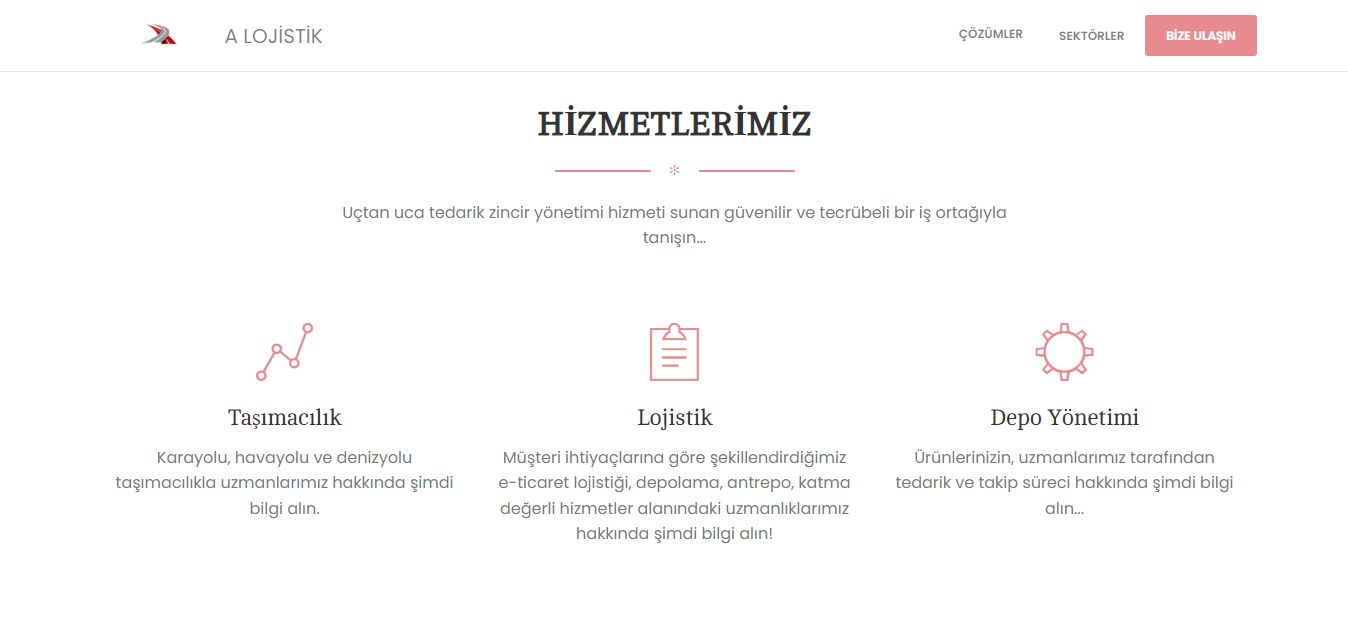 A LOJİSTİK
ÇÖZÜMLER
SEKTÖRLER
BİZE ULAŞIN
HİZMETLERİMİZ
Uçtan uca tedarik zincir yönetimi hizmeti sunan güvenilir ve tecrübeli bir iş ortağıyla
tanışın...
Taşımacılık
Karayolu, havayolu ve denizyolu
taşımacılıkla uzmanlarımız hakkında şimdi
bilgi alın.
Lojistik
Müşteri ihtiyaçlarına göre şekillendirdiğimiz
e-ticaret lojistiği, depolama, antrepo, katma
değerli hizmetler alanındaki uzmanlıklarımız
hakkında şimdi bilgi alın!
Depo Yönetimi
Ürünlerinizin, uzmanlarımız tarafından
tedarik ve takip süreci hakkında şimdi bilgi
alın...